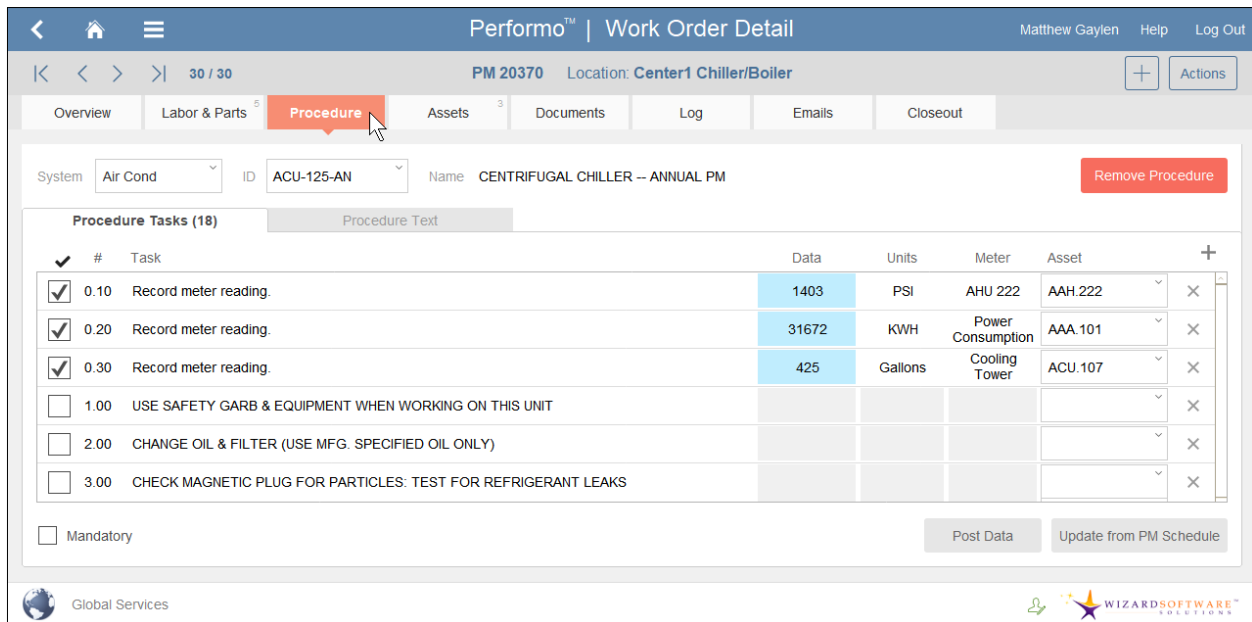 Performo™ | Work Order Detail Matthew Gaylen Help Log Out
30 / 30 PM 20370 Location: Center1 Chiller/Boiler + Actions
Overview Labor & Parts 5 Procedure Assets 3 Documents Log Emails Closeout
System Air Cond ID ACU-125-AN Name CENTRIFUGAL CHILLER -- ANNUAL PM Remove Procedure
Procedure Tasks (18) Procedure Text
# Task Data Units Meter Asset +
0.10 Record meter reading. 1403 PSI AHU 222 AAH.222
0.20 Record meter reading. 31672 KWH Power Consumption AAA.101
0.30 Record meter reading. 425 Gallons Cooling Tower ACU.107
1.00 USE SAFETY GARB & EQUIPMENT WHEN WORKING ON THIS UNIT
2.00 CHANGE OIL & FILTER (USE MFG. SPECIFIED OIL ONLY)
3.00 CHECK MAGNETIC PLUG FOR PARTICLES: TEST FOR REFRIGERANT LEAKS
Mandatory Post Data Update from PM Schedule
Global Services WIZARDSOFTWARE™
SOLUTIONS